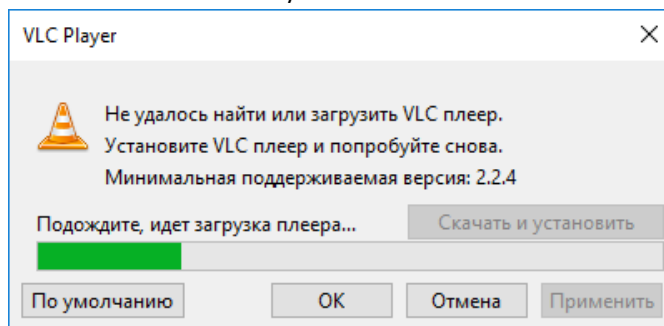 VLC Player
Не удалось найти или загрузить VLC плеер.
Установите VLC плеер и попробуйте снова.
Минимальная поддерживаемая версия: 2.2.4
Подождите, идет загрузка плеера...
Скачать и установить
По умолчанию
ОК
Отмена
Применить